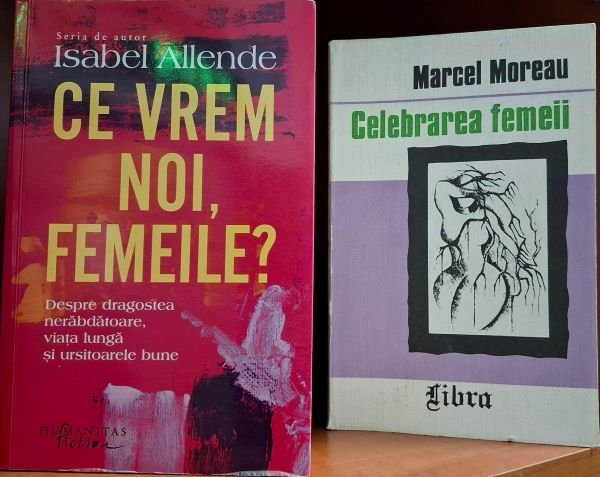 Seria de autor
Isabel Allende
CE VREM
NOI,
FEMEILE?
Despre dragostea
nerăbdătoare,
viața lungă
și ursitoarele bune
HUMANITAS
fiction
Marcel Moreau
Celebrarea femeii
Libra